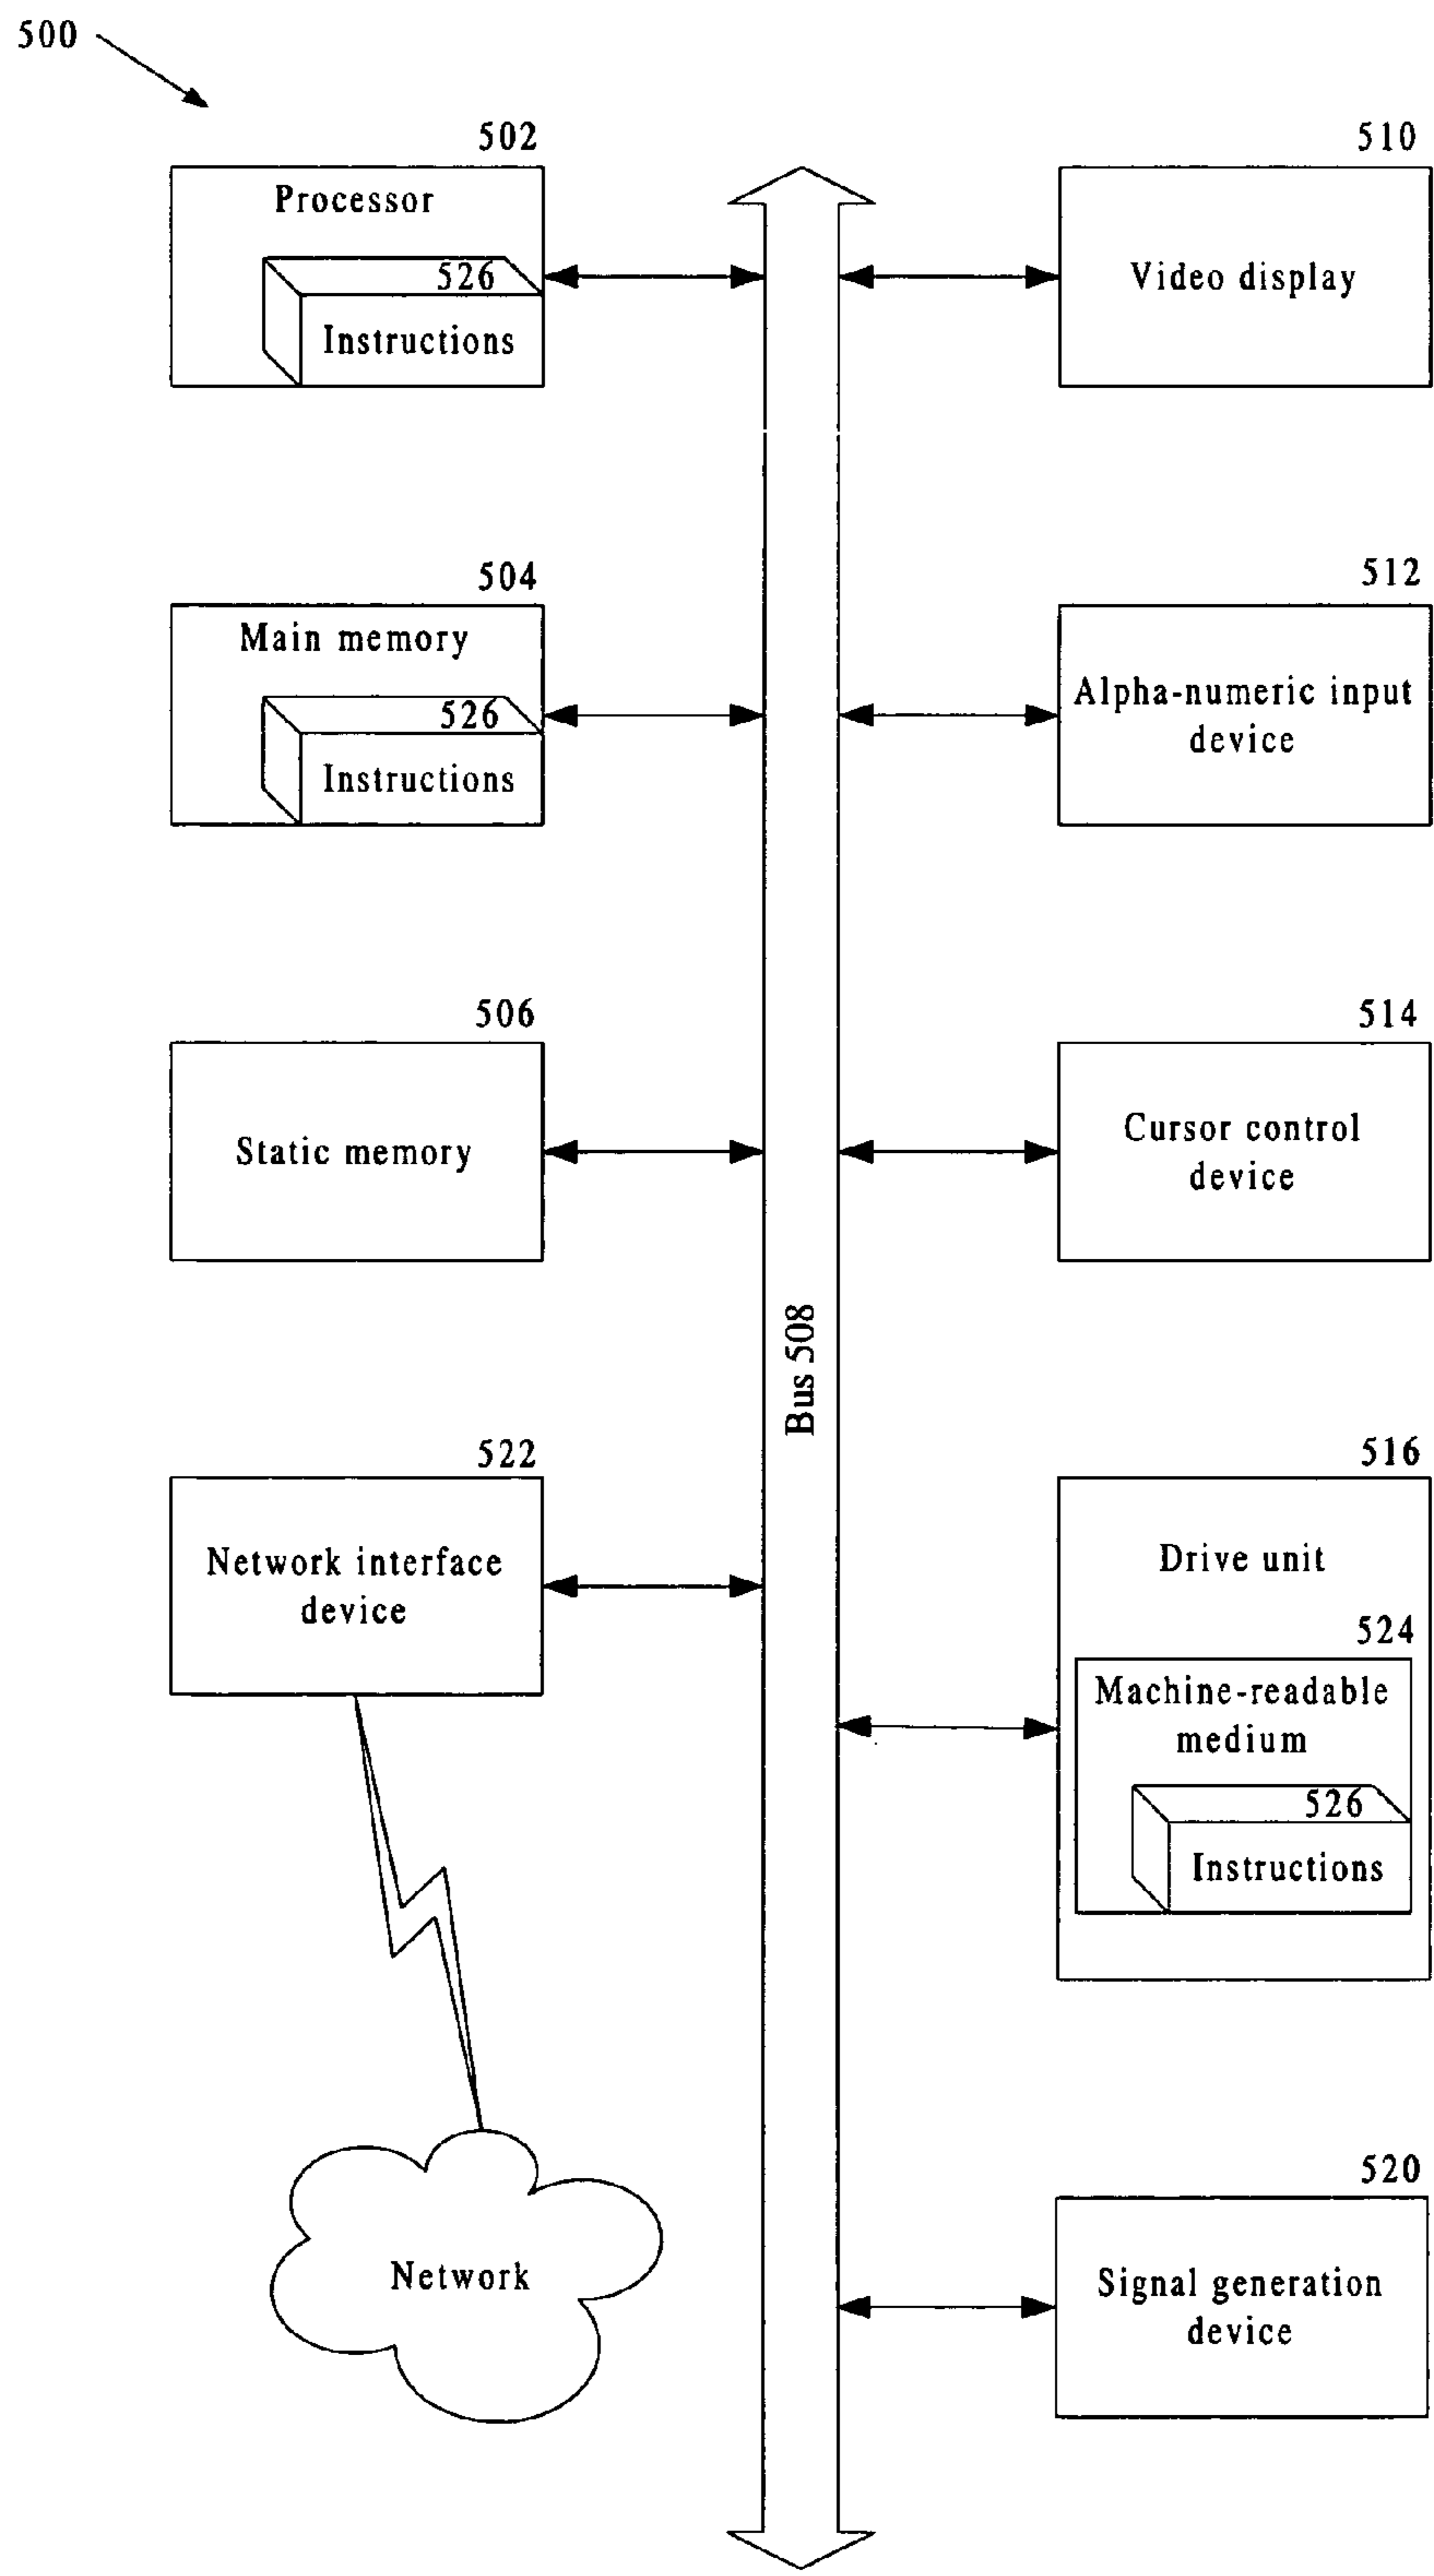 500
502
Processor
526
Instructions
510
Video display
504
Main memory
526
Instructions
512
Alpha-numeric input
device
506
Static memory
514
Cursor control
device
Bus 508
522
Network interface
device
516
Drive unit
524
Machine-readable
medium
526
Instructions
Network
520
Signal generation
device